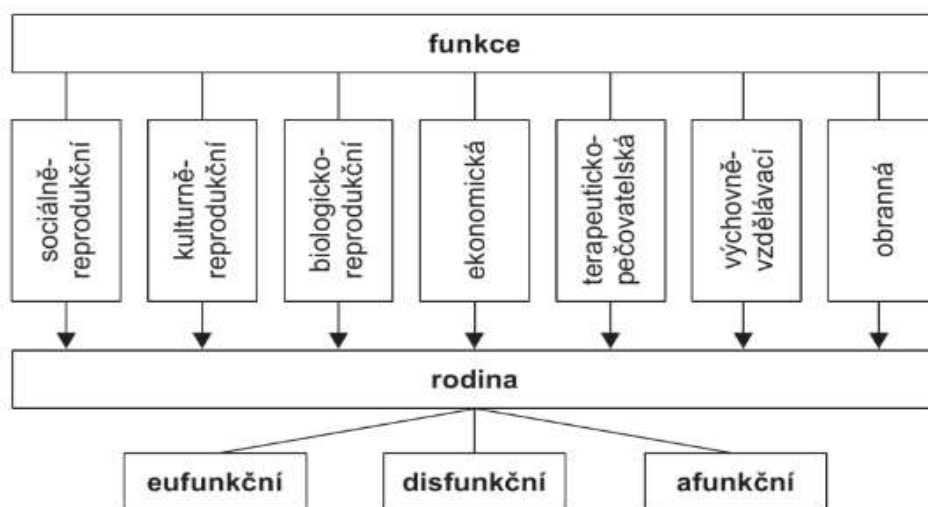 funkce
sociálně-
reprodukční
kulturně-
reprodukční
biologicko-
reprodukční
ekonomická
terapeuticko-
pečovatelská
výchovně-
vzdělávací
obranná
rodina
eufunkční
disfunkční
afunkční